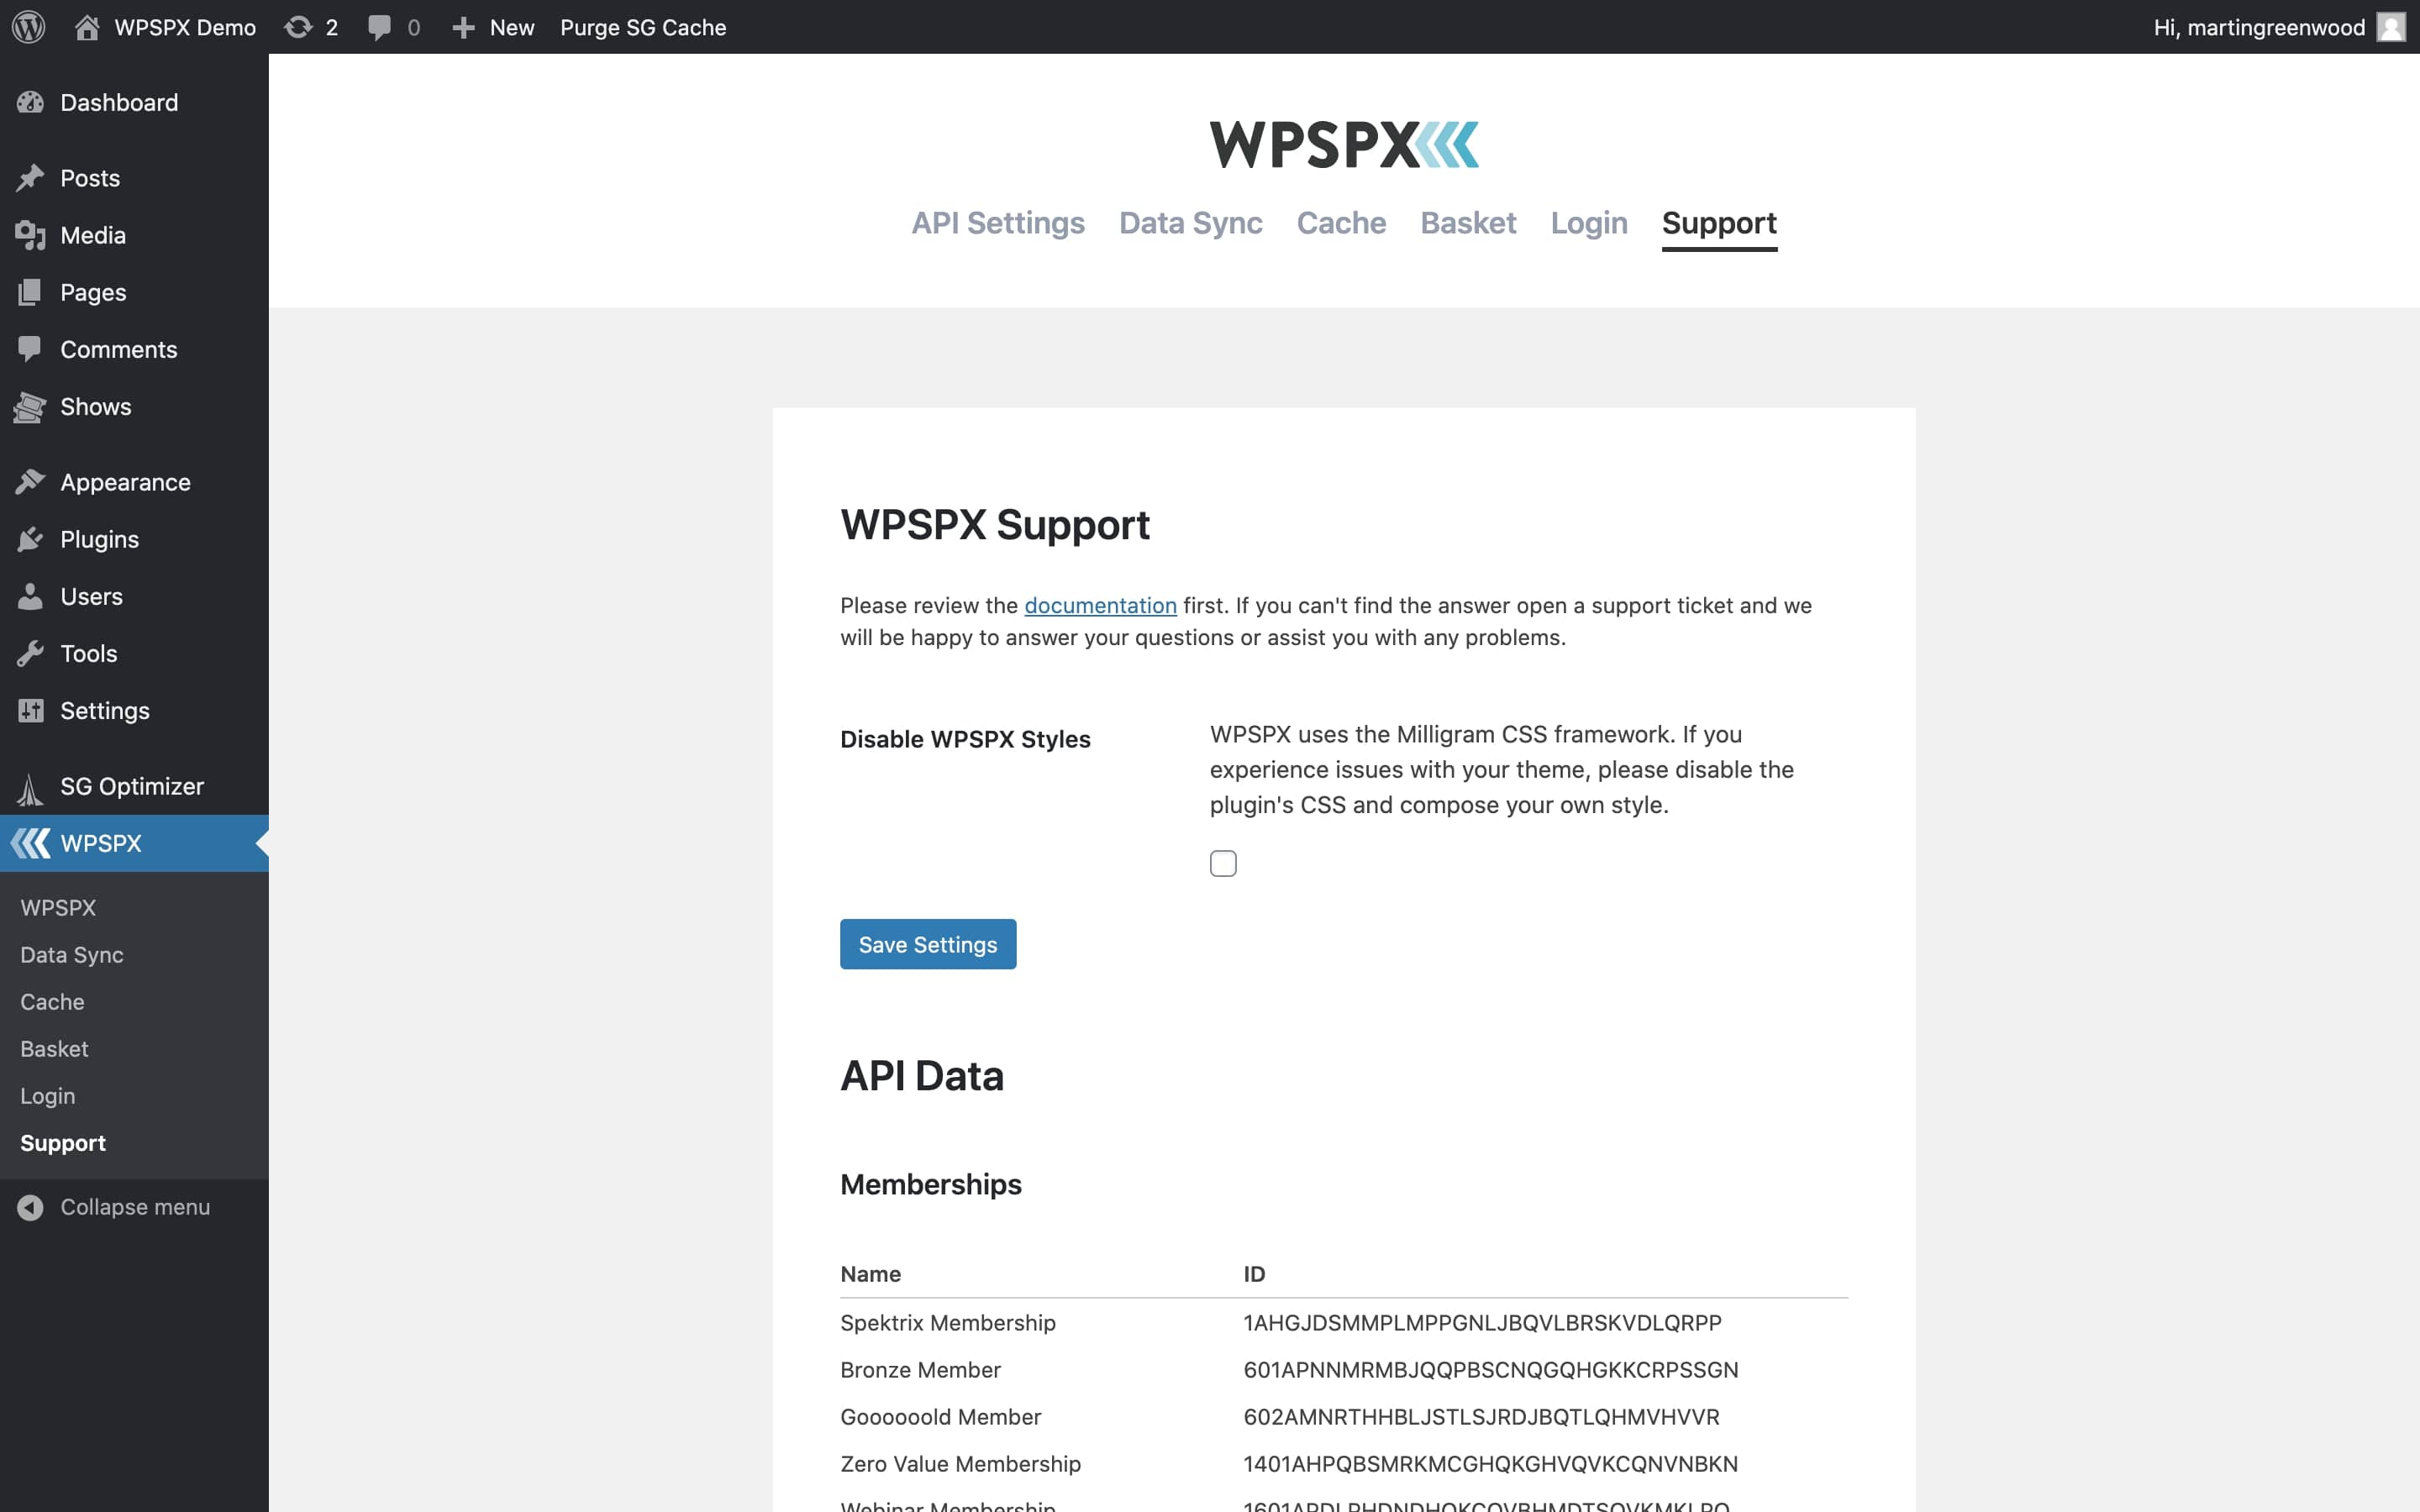 WPSPX Demo 2 0 New Purge SG Cache Hi, martingreenwood
Dashboard
Posts
Media
Pages
Comments
Shows
Appearance
Plugins
Users
Tools
Settings
SG Optimizer
WPSPX
WPSPX
Data Sync
Cache
Basket
Login
Support
Collapse menu
WPSPX
API Settings Data Sync Cache Basket Login Support
WPSPX Support
Please review the documentation first. If you can't find the answer open a support ticket and we
will be happy to answer your questions or assist you with any problems.
Disable WPSPX Styles
WPSPX uses the Milligram CSS framework. If you
experience issues with your theme, please disable the
plugin's CSS and compose your own style.
Save Settings
API Data
Memberships
Name ID
Spektrix Membership 1AHGJDSMMPLMPPGNLJBQVLBRSKVDLQRPP
Bronze Member 601APNNMRMBJQQPBSCNQGQHGKKCRPSSGN
Goooooold Member 602AMNRTHHBLJSTLSJRDJBQTLQHMVHVVR
Zero Value Membership 1401AHPQBSMRKMCGHQKGHVQVKCQNVNBKN
Webinar Membership